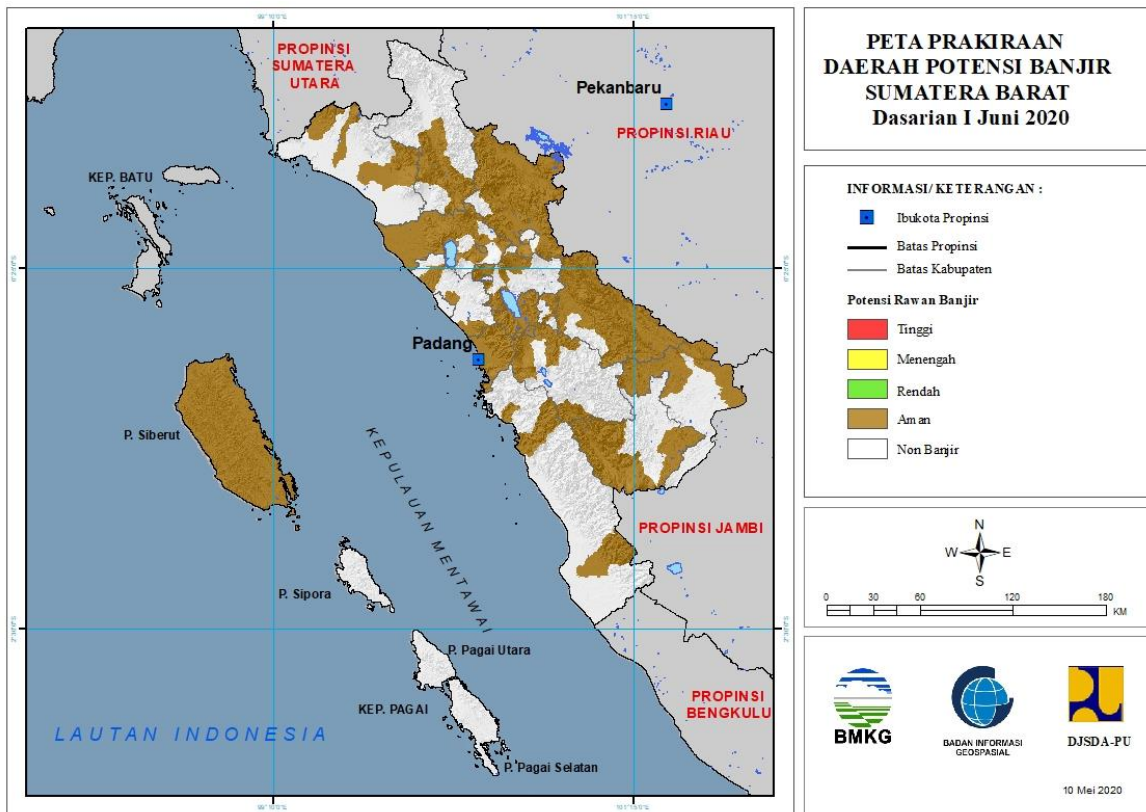 PROPINSI
SUMATERA
UTARA
Pekanbaru
PROPINSI RIAU
KEP. BATU
Padang
P. Siberut
KEPULAUAN MENTAWAI
PROPINSI JAMBI
P. Sipora
P. Pagai Utara
KEP. PAGAI
PROPINSI
BENGKULU
LAUTAN INDONESIA
P. Pagai Selatan
PETA PRAKIRAAN
DAERAH POTENSI BANJIR
SUMATERA BARAT
Dasarian I Juni 2020
INFORMASI/ KETERANGAN :
Ibukota Propinsi
Batas Propinsi
Batas Kabupaten
Potensi Rawan Banjir
Tinggi
Menengah
Rendah
Aman
Non Banjir
N
W E
S
0 30 60 120 180
KM
BMKG
BADAN INFORMASI
GEOSPASIAL
DJSDA-PU
10 Mei 2020